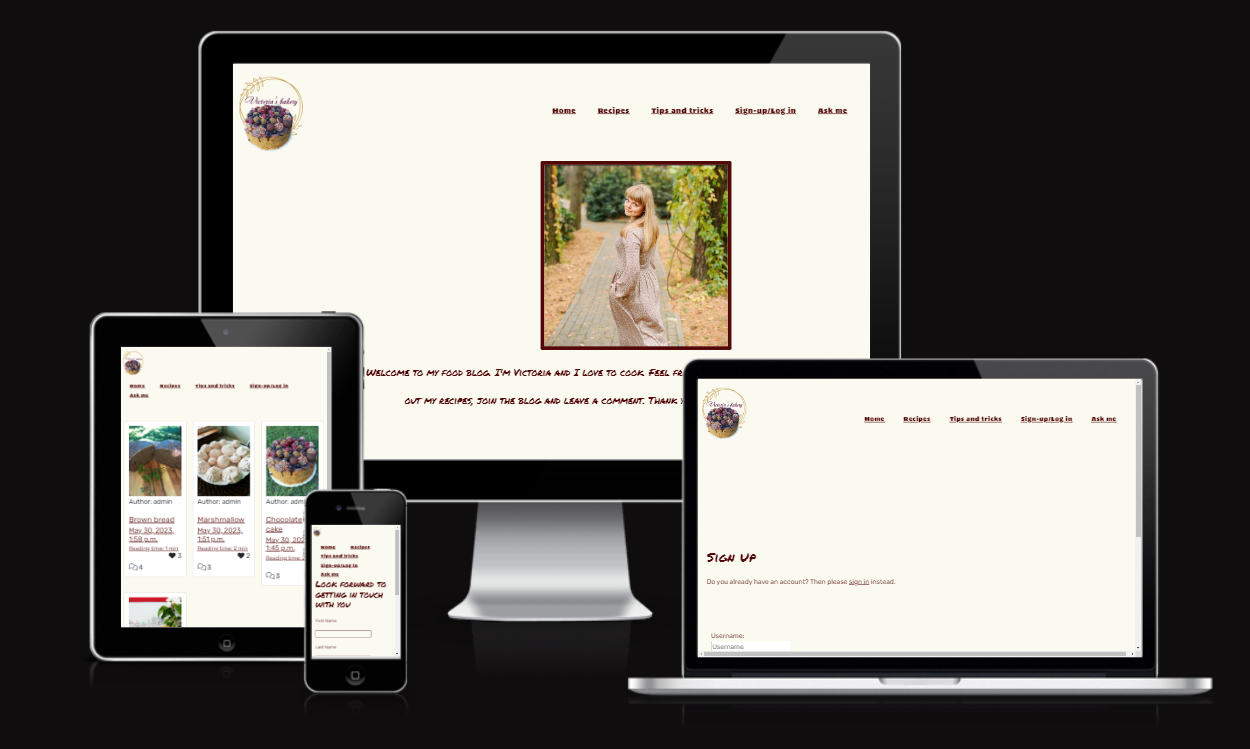 Victoria's bakery
Home Recipes Tips and tricks Sign-up/Log in Ask me
Welcome to my food blog. I'm Victoria and I love to cook. Feel fr
out my recipes, join the blog and leave a comment. Thank
Home Recipes Tips and tricks Sign-up/Log in
Ask me
Author: admin
Brown bread
May 30, 2023,
1:58 p.m.
Reading time: 1 min
3
4
Author: admin
Marshmallow
May 30, 2023,
1:51 p.m.
Reading time: 2 min
2
3
Author: admin
Chocolate
cake
May 30, 202
1:45 p.m.
Reading time:
3
Home Recipes
Tips and tricks
Sign-up/Log in
Ask me
Look forward to
getting in touch
with you
First Name
Last Name
Victoria's bakery
Home Recipes Tips and tricks Sign-up/Log in Ask me
Sign Up
Do you already have an account? Then please sign in instead.
Username:
Username